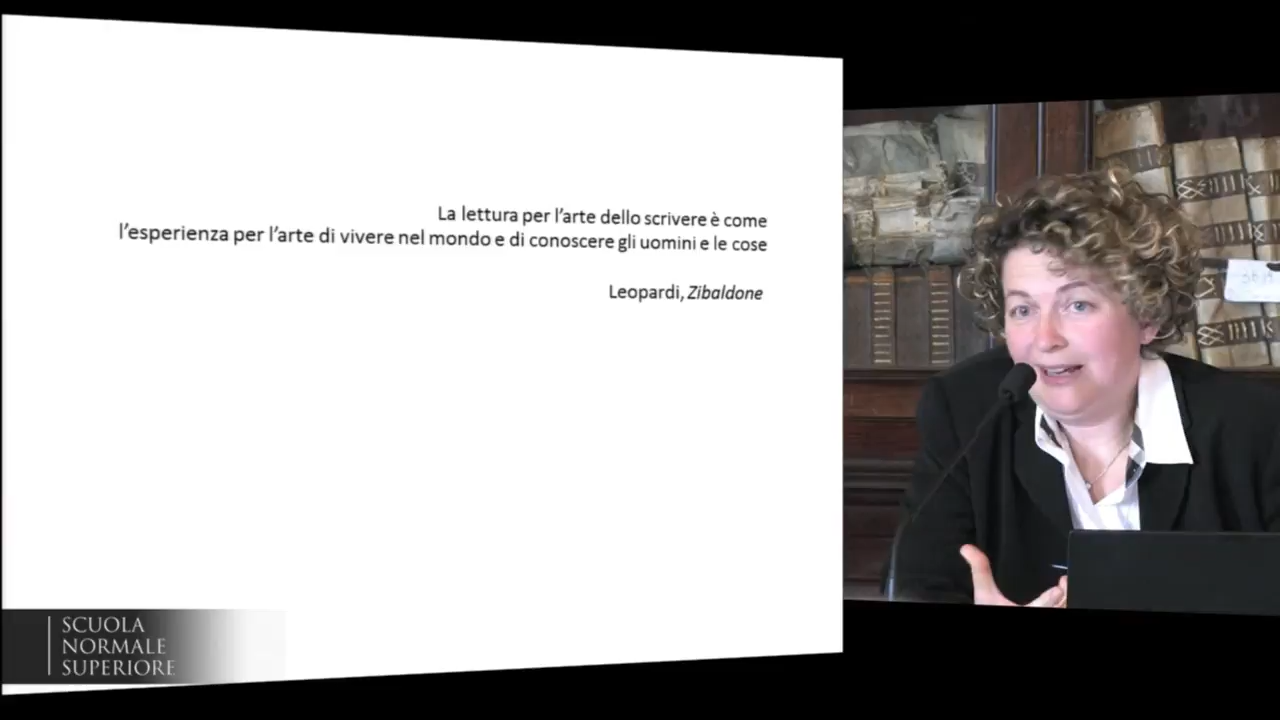 La lettura per l’arte dello scrivere è come
l’esperienza per l’arte di vivere nel mondo e di conoscere gli uomini e le cose
Leopardi, Zibaldone
SCUOLA
NORMALE
SUPERIORE